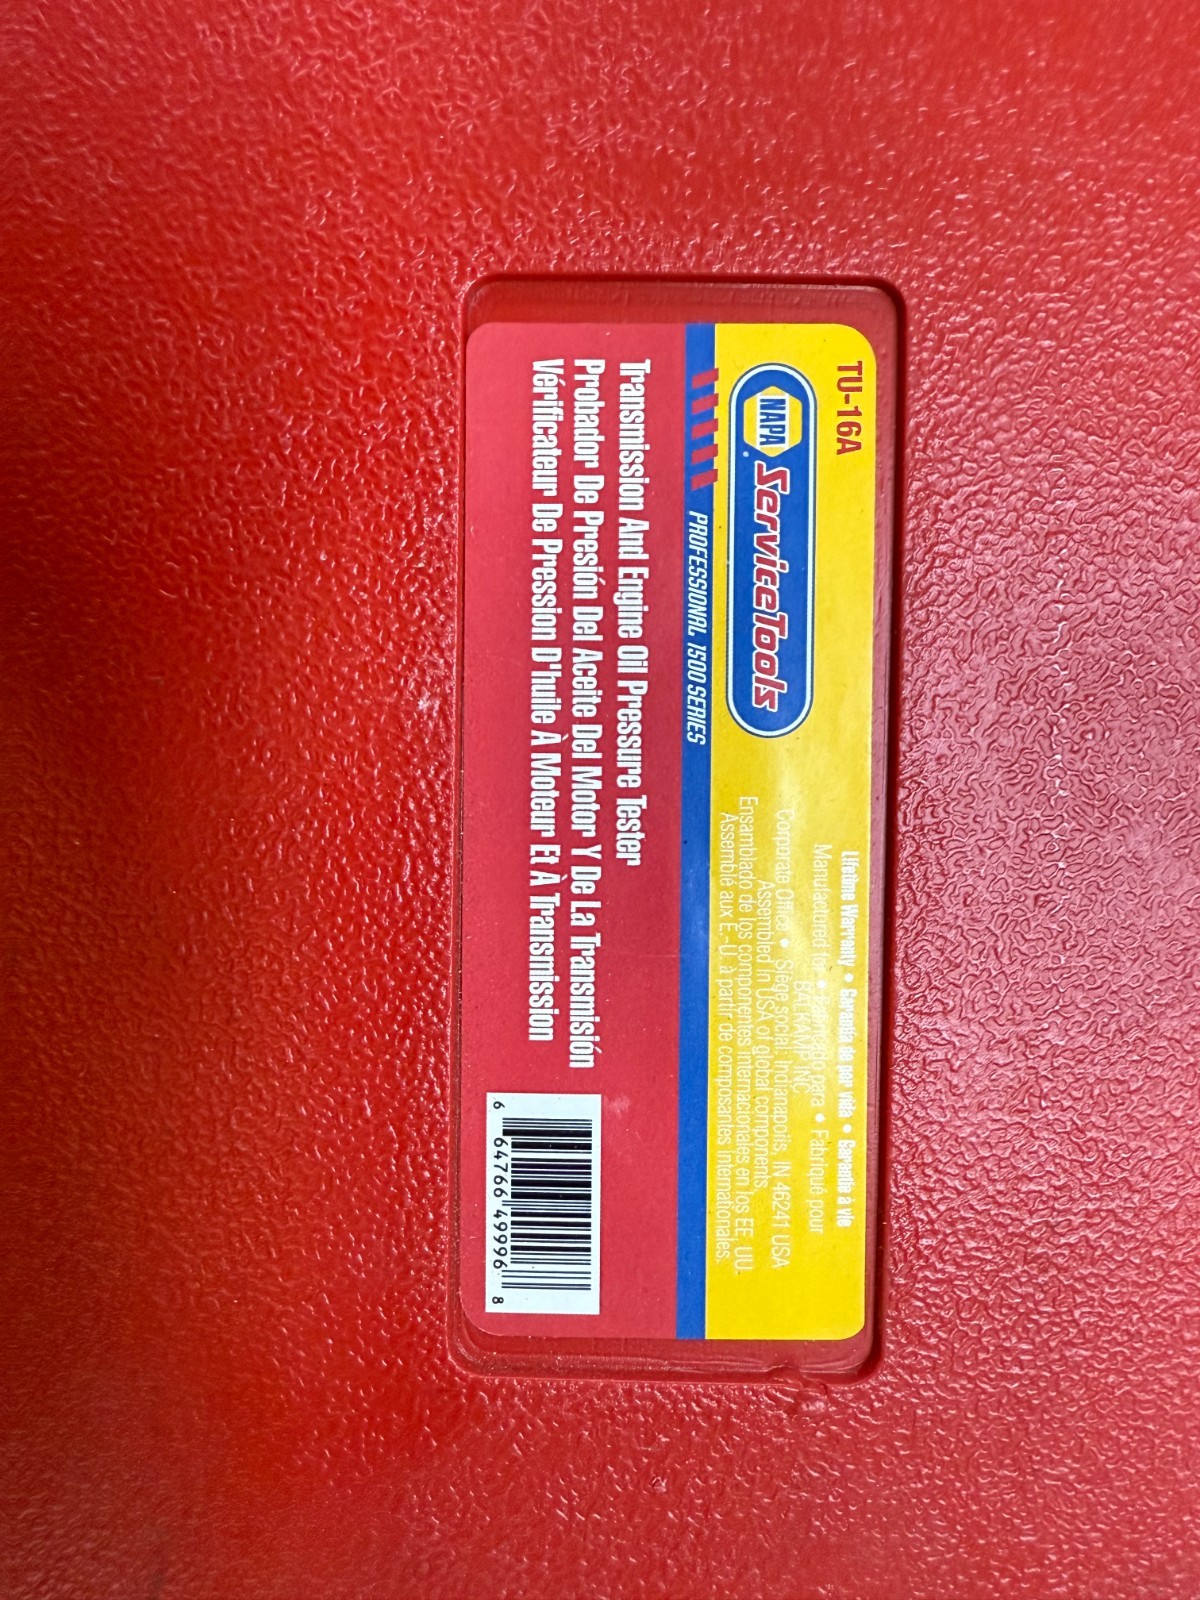 TU-16A
NAPA ServiceTools
PROFESSIONAL 1500 SERIES
Lifetime Warranty • Garantía de por vida • Garantie à vie
Manufactured for • Fabricado para • Fabriqué pour
BALKAMP INC
Corporate Office • Siège social: Indianapolis, IN 46241 USA
Assembled in USA of global components.
Ensamblado de los componentes internacionales en los EE. UU.
Assemblé aux E.-U. à partir de composantes internationales.
Transmission And Engine Oil Pressure Tester
Probador De Presión Del Aceite Del Motor Y De La Transmisión
Vérificateur De Pression D'huile À Moteur Et À Transmission
6 64766 49996 8